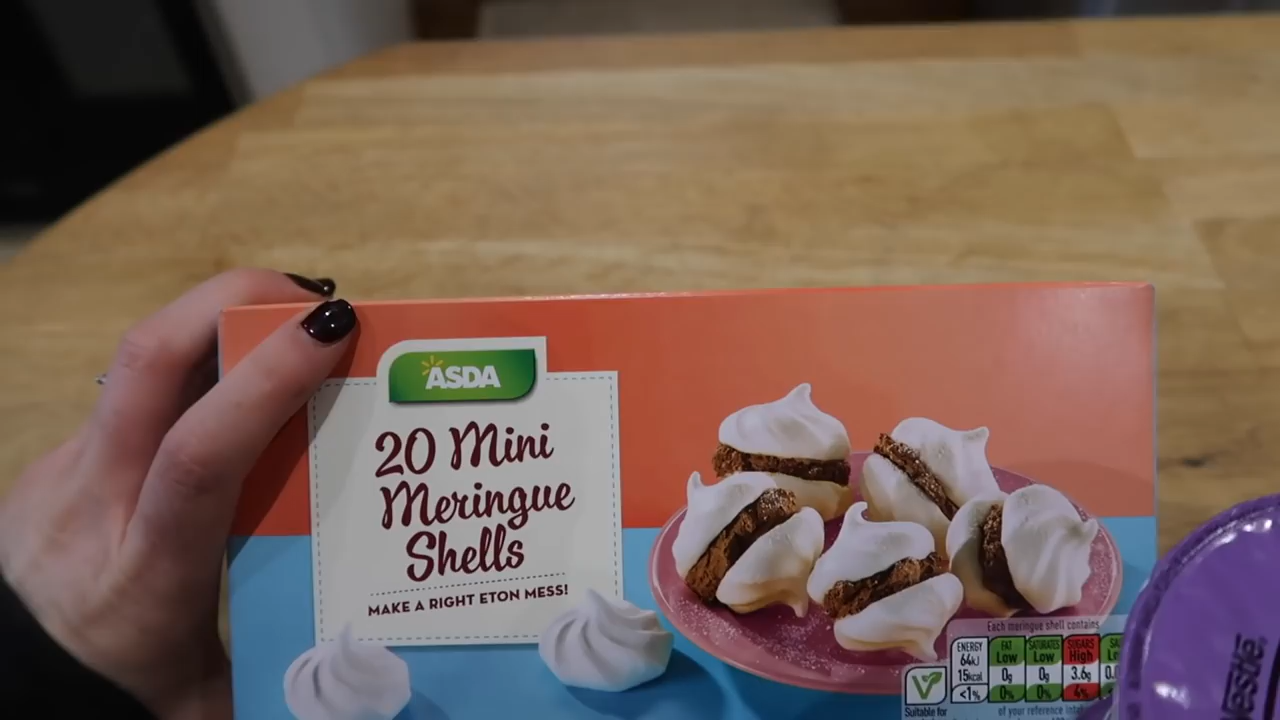 ASDA
20 Mini
Meringue
Shells
MAKE A RIGHT ETON MESS!
Each meringue shell contains
ENERGY
64kJ
15kcal
<1%
FAT
Low
0g
0%
SATURATES
Low
0g
0%
SUGARS
High
3.6g
4%
of your reference
Suitable for